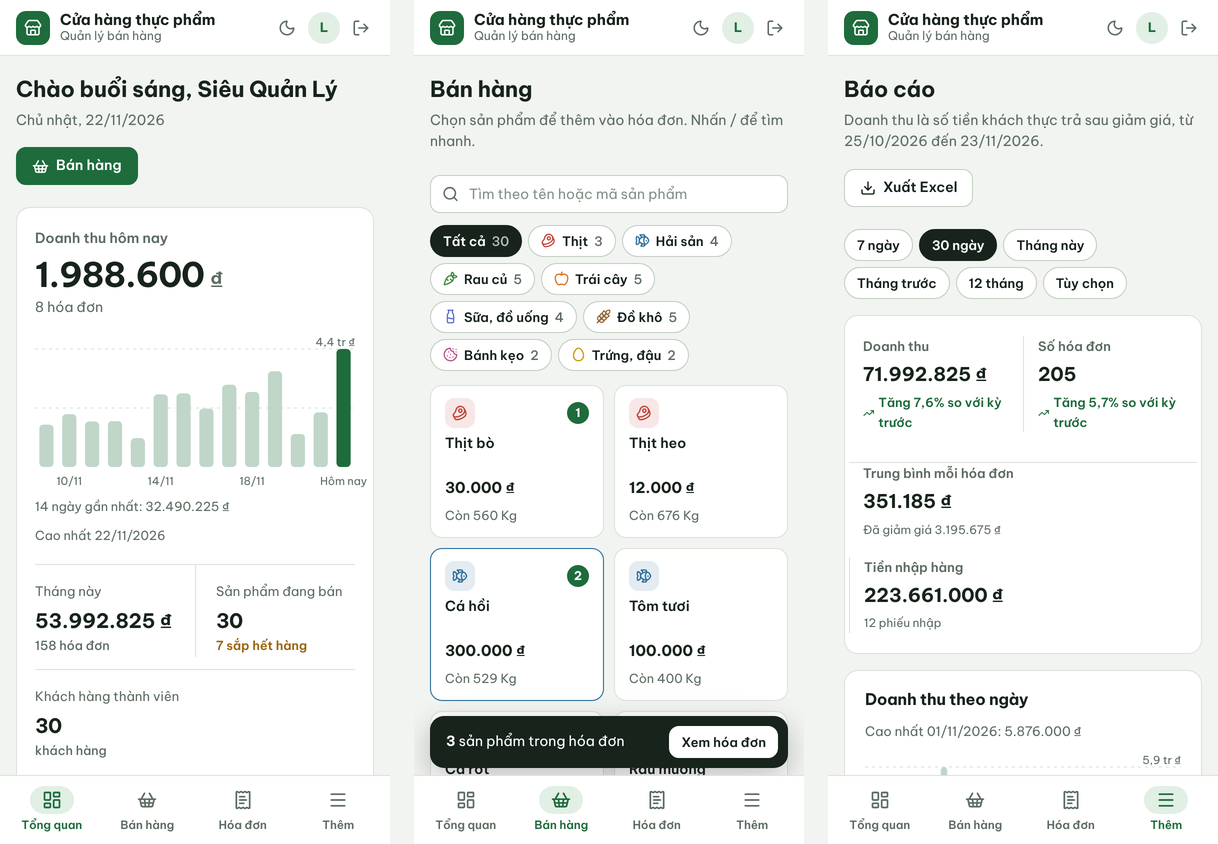 Cửa hàng thực phẩm
Quản lý bán hàng
L
Chào buổi sáng, Siêu Quản Lý
Chủ nhật, 22/11/2026
Bán hàng
Doanh thu hôm nay
1.988.600 ₫
8 hóa đơn
4,4 tr ₫
10/11 14/11 18/11 Hôm nay
14 ngày gần nhất: 32.490.225 ₫
Cao nhất 22/11/2026
Tháng này
53.992.825 ₫
158 hóa đơn
Sản phẩm đang bán
30
7 sắp hết hàng
Khách hàng thành viên
30
khách hàng
Tổng quan Bán hàng Hóa đơn Thêm
Cửa hàng thực phẩm
Quản lý bán hàng
L
Bán hàng
Chọn sản phẩm để thêm vào hóa đơn. Nhấn / để tìm
nhanh.
Tìm theo tên hoặc mã sản phẩm
Tất cả 30 Thịt 3 Hải sản 4
Rau củ 5 Trái cây 5
Sữa, đồ uống 4 Đồ khô 5
Bánh kẹo 2 Trứng, đậu 2
1
Thịt bò
30.000 ₫
Còn 560 Kg
Thịt heo
12.000 ₫
Còn 676 Kg
2
Cá hồi
300.000 ₫
Còn 529 Kg
Tôm tươi
100.000 ₫
Còn 400 Kg
3 sản phẩm trong hóa đơn
Xem hóa đơn
Cà rốt Rau muống
Tổng quan Bán hàng Hóa đơn Thêm
Cửa hàng thực phẩm
Quản lý bán hàng
L
Báo cáo
Doanh thu là số tiền khách thực trả sau giảm giá, từ
25/10/2026 đến 23/11/2026.
Xuất Excel
7 ngày 30 ngày Tháng này
Tháng trước 12 tháng Tùy chọn
Doanh thu
71.992.825 ₫
Tăng 7,6% so với kỳ
trước
Số hóa đơn
205
Tăng 5,7% so với kỳ
trước
Trung bình mỗi hóa đơn
351.185 ₫
Đã giảm giá 3.195.675 ₫
Tiền nhập hàng
223.661.000 ₫
12 phiếu nhập
Doanh thu theo ngày
Cao nhất 01/11/2026: 5.876.000 ₫
5,9 tr ₫
Tổng quan Bán hàng Hóa đơn Thêm